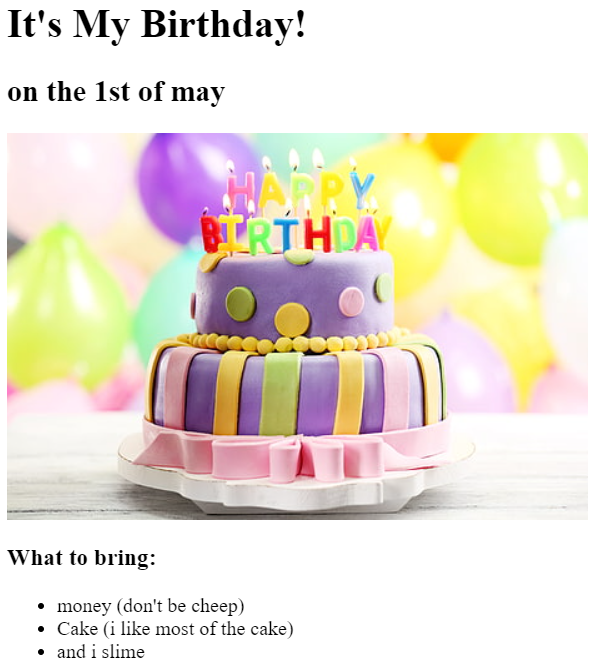 It's My Birthday!
on the 1st of may
HAPPY
BIRTHDAY
What to bring:
money (don't be cheep)
Cake (i like most of the cake)
and i slime